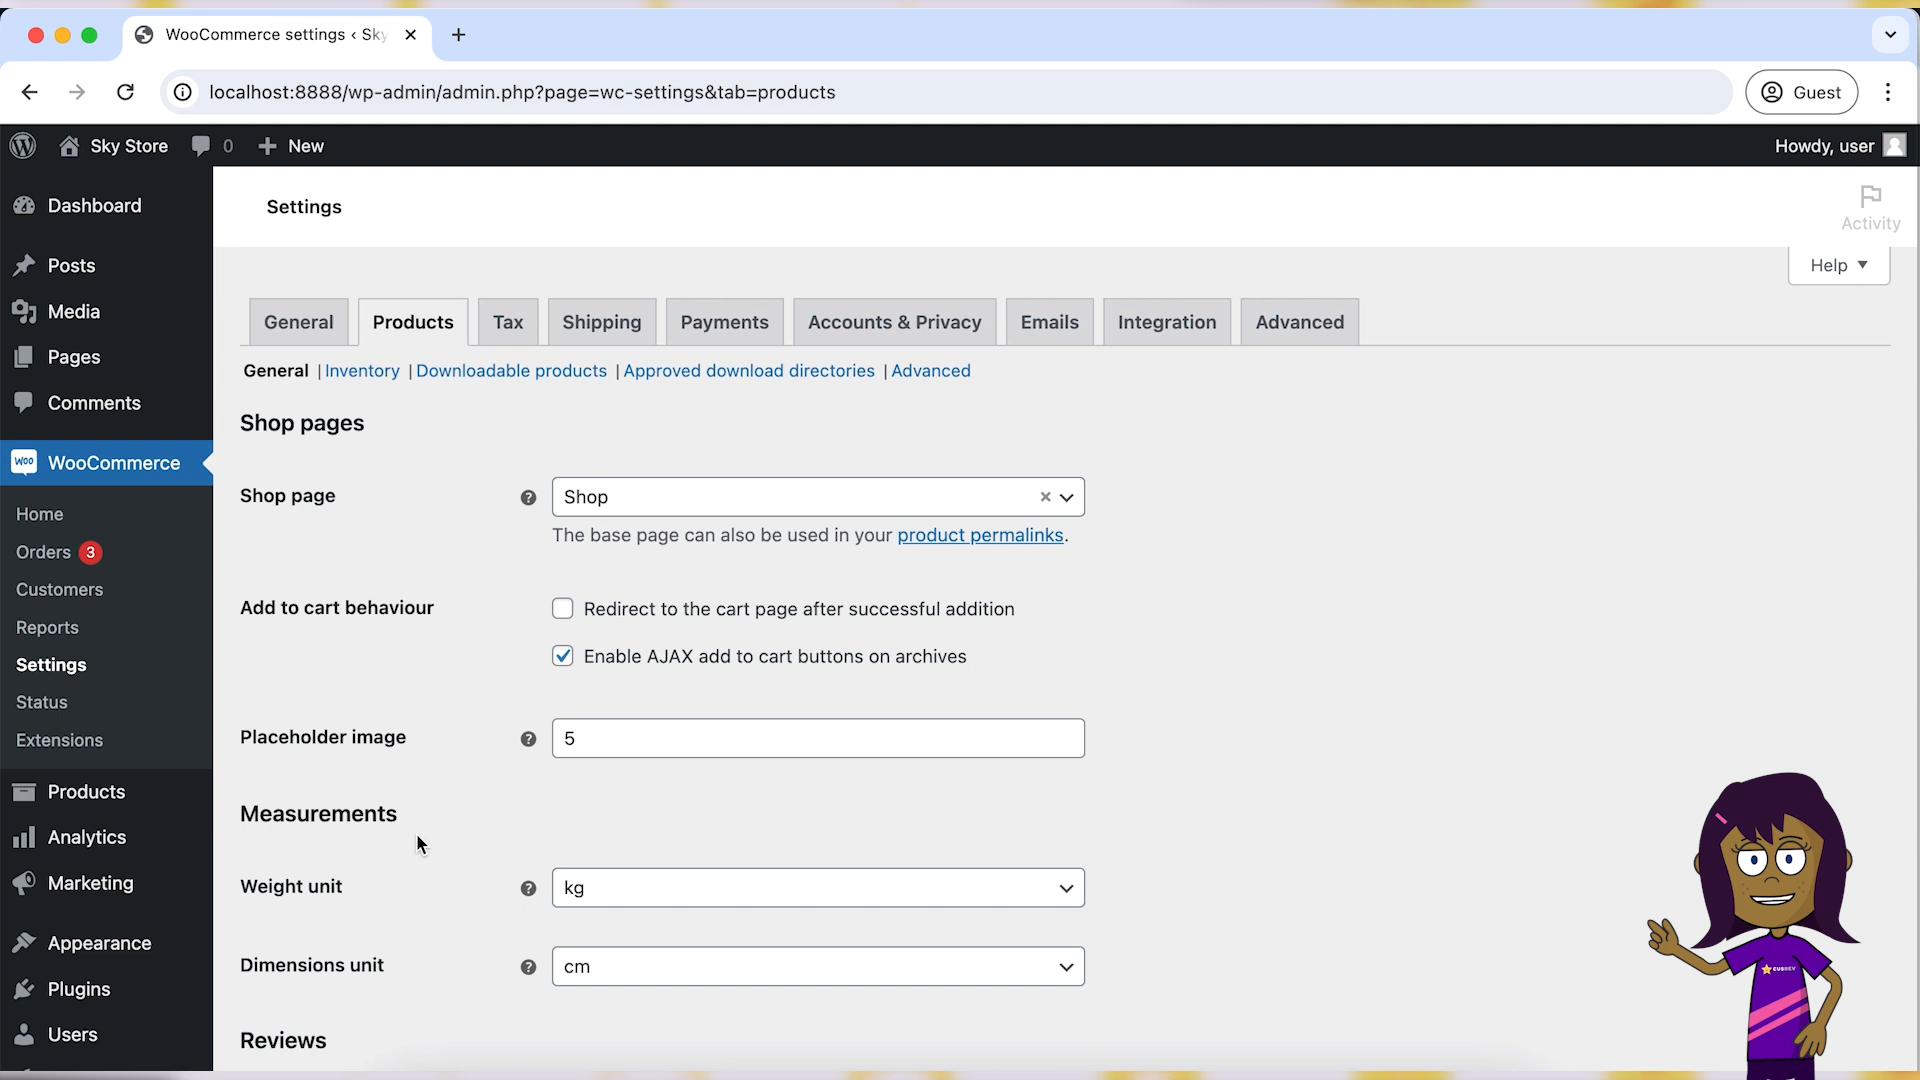 WooCommerce settings ‹ Sky
localhost:8888/wp-admin/admin.php?page=wc-settings&tab=products
Guest
Sky Store
0
New
Howdy, user
Dashboard
Posts
Media
Pages
Comments
WooCommerce
Home
Orders 3
Customers
Reports
Settings
Status
Extensions
Products
Analytics
Marketing
Appearance
Plugins
Users
Settings
Activity
Help
General
Products
Tax
Shipping
Payments
Accounts & Privacy
Emails
Integration
Advanced
General | Inventory | Downloadable products | Approved download directories | Advanced
Shop pages
Shop page
Shop
The base page can also be used in your product permalinks.
Add to cart behaviour
Redirect to the cart page after successful addition
Enable AJAX add to cart buttons on archives
Placeholder image
5
Measurements
Weight unit
kg
Dimensions unit
cm
Reviews